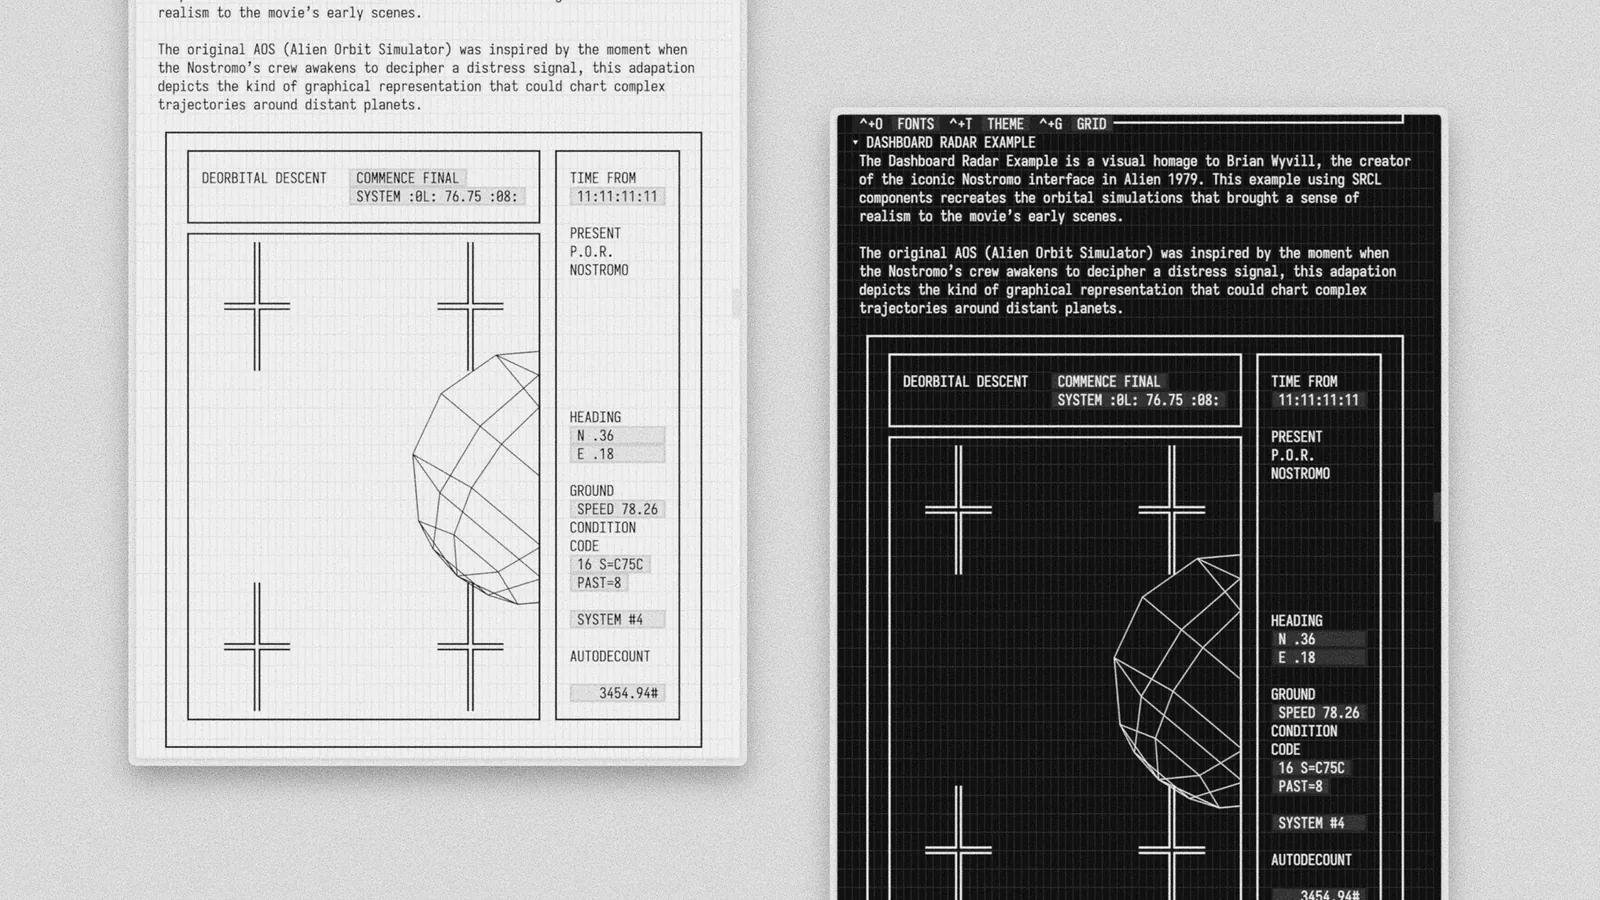 realism to the movie’s early scenes.
The original AOS (Alien Orbit Simulator) was inspired by the moment when
the Nostromo’s crew awakens to decipher a distress signal, this adapation
depicts the kind of graphical representation that could chart complex
trajectories around distant planets.
DEORBITAL DESCENT
COMMENCE FINAL
SYSTEM :0L: 76.75 :08:
TIME FROM
11:11:11:11
PRESENT
P.O.R.
NOSTROMO
HEADING
N .36
E .18
GROUND
SPEED 78.26
CONDITION
CODE
16 S=C75C
PAST=8
SYSTEM #4
AUTODECOUNT
3454.94#
^+O FONTS ^+T THEME ^+G GRID
▾ DASHBOARD RADAR EXAMPLE
The Dashboard Radar Example is a visual homage to Brian Wyvill, the creator
of the iconic Nostromo interface in Alien 1979. This example using SRCL
components recreates the orbital simulations that brought a sense of
realism to the movie’s early scenes.
The original AOS (Alien Orbit Simulator) was inspired by the moment when
the Nostromo’s crew awakens to decipher a distress signal, this adapation
depicts the kind of graphical representation that could chart complex
trajectories around distant planets.
DEORBITAL DESCENT
COMMENCE FINAL
SYSTEM :0L: 76.75 :08:
TIME FROM
11:11:11:11
PRESENT
P.O.R.
NOSTROMO
HEADING
N .36
E .18
GROUND
SPEED 78.26
CONDITION
CODE
16 S=C75C
PAST=8
SYSTEM #4
AUTODECOUNT
3454.94#